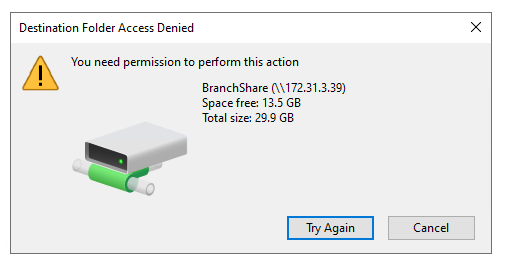 Destination Folder Access Denied
You need permission to perform this action
BranchShare (\\172.31.3.39)
Space free: 13.5 GB
Total size: 29.9 GB
Try Again
Cancel